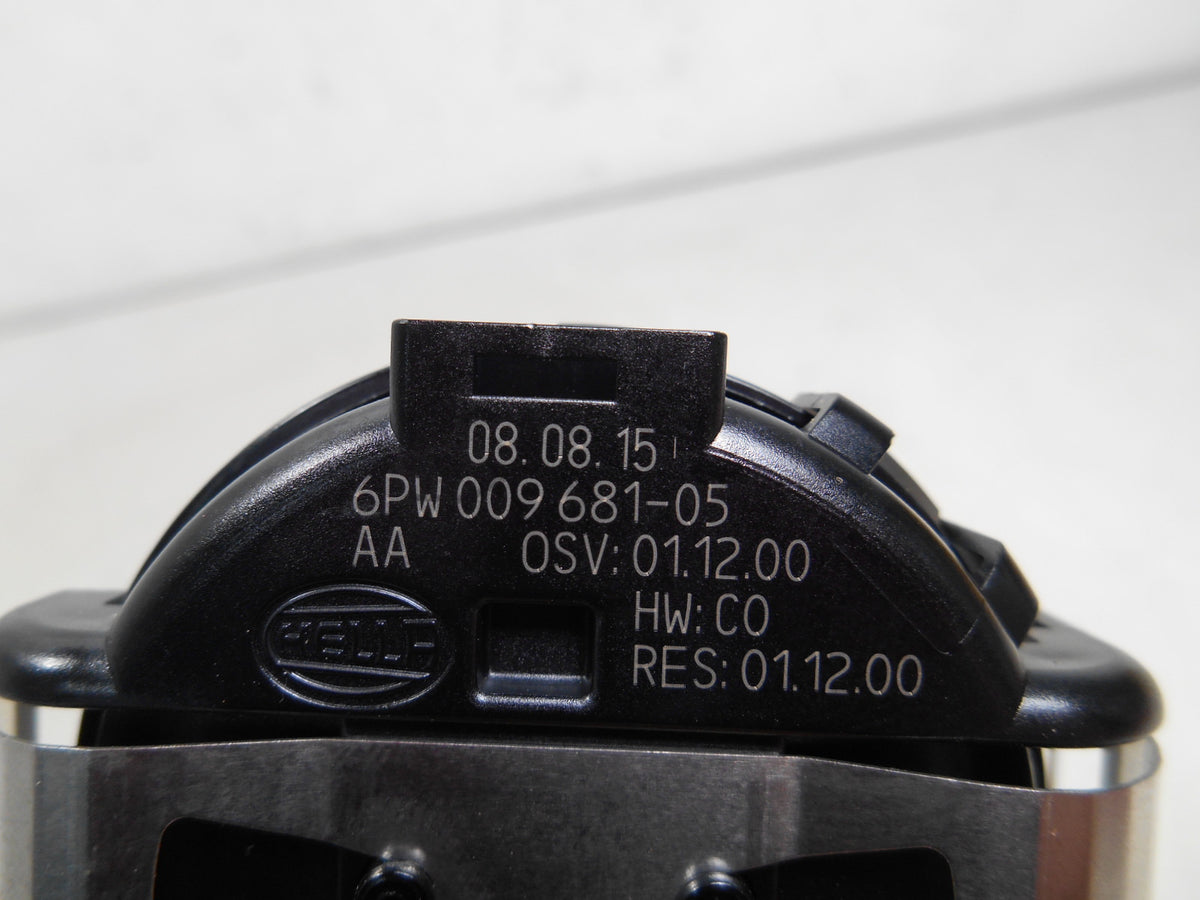 08.08.15
6PW 009 681-05
AA OSV: 01.12.00
HW: C0
RES: 01.12.00
HELLA